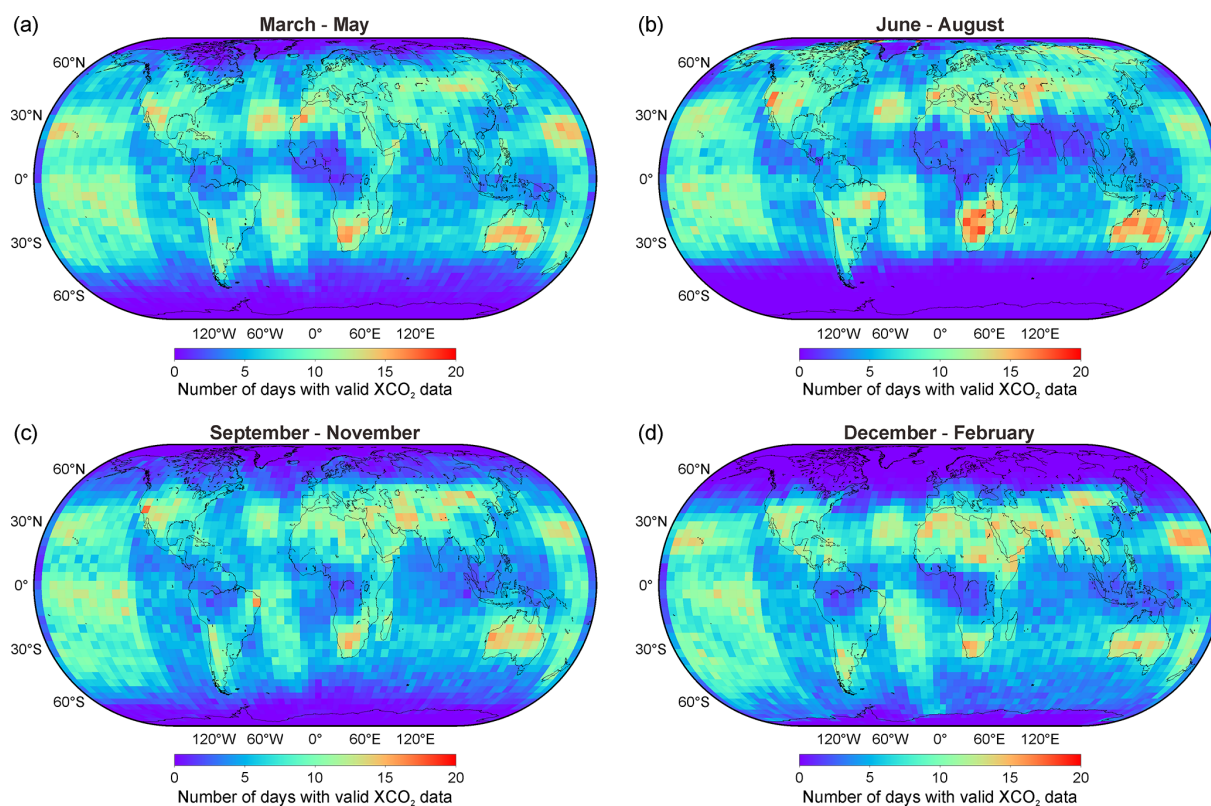 (a)
March - May
60°N
30°N
0°
30°S
60°S
120°W 60°W 0° 60°E 120°E
0 5 10 15 20
Number of days with valid XCO₂ data
(b)
June - August
60°N
30°N
0°
30°S
60°S
120°W 60°W 0° 60°E 120°E
0 5 10 15 20
Number of days with valid XCO₂ data
(c)
September - November
60°N
30°N
0°
30°S
60°S
120°W 60°W 0° 60°E 120°E
0 5 10 15 20
Number of days with valid XCO₂ data
(d)
December - February
60°N
30°N
0°
30°S
60°S
120°W 60°W 0° 60°E 120°E
0 5 10 15 20
Number of days with valid XCO₂ data